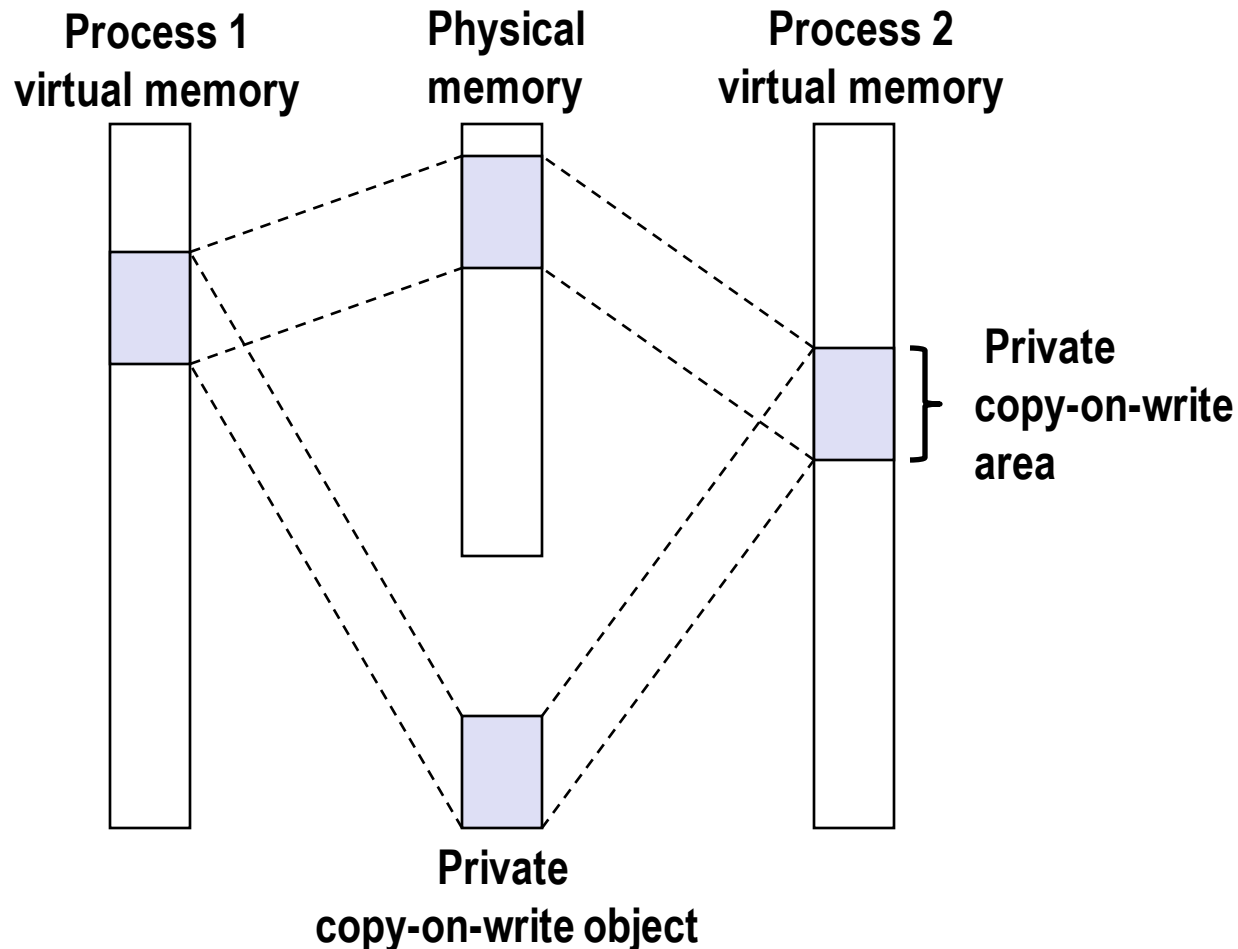 Process 1
virtual memory
Physical
memory
Process 2
virtual memory
Private
copy-on-write
area
Private
copy-on-write object